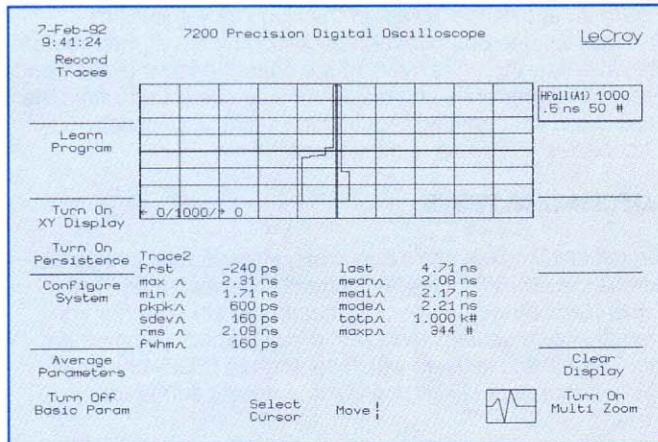 7-Feb-92
9:41:24
7200 Precision Digital Oscilloscope
LeCroy
Record
Traces
HFall(A1) 1000
.5 ns 50 #
Learn
Program
← 0/1000/→ 0
Turn On
XY Display
Turn On
Persistence
Configure
System
Trace2
frst -240 ps last 4.71 ns
max 2.31 ns mean 2.08 ns
min 1.71 ns medi 2.17 ns
pkpk 600 ps mode 2.21 ns
sdev 160 ps totp 1.000 k#
rms 2.09 ns maxp 344 #
fwhm 160 ps
Average
Parameters
Clear
Display
Turn Off
Basic Param
Select
Cursor
Move
Turn On
Multi Zoom